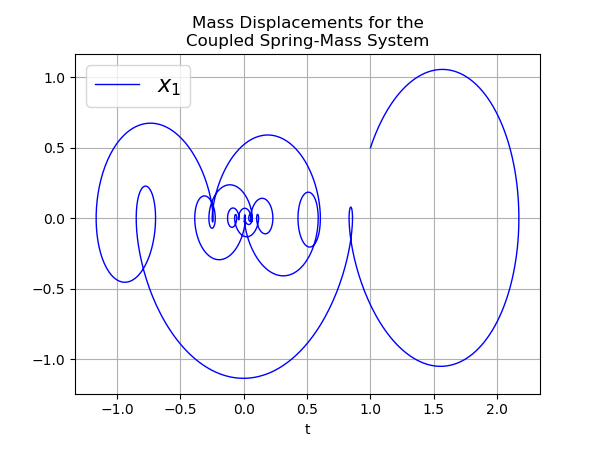 Mass Displacements for the
Coupled Spring-Mass System
x₁
1.0
0.5
0.0
−0.5
−1.0
−1.0 −0.5 0.0 0.5 1.0 1.5 2.0
t